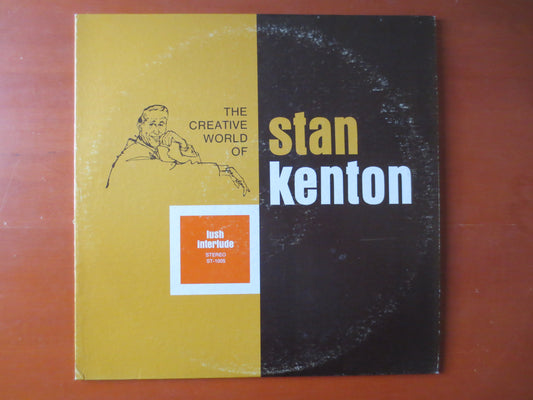 THE
CREATIVE
WORLD
OF
stan
kenton
lush
interlude
STEREO
ST-1005